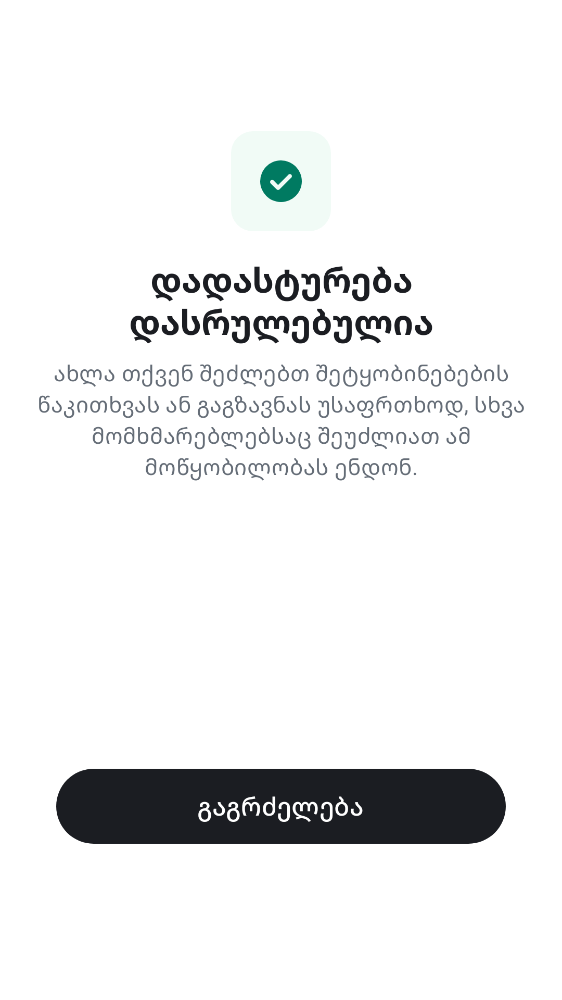 დადასტურება
დასრულებულია
ახლა თქვენ შეძლებთ შეტყობინებების
წაკითხვას ან გაგზავნას უსაფრთხოდ, სხვა
მომხმარებლებსაც შეუძლიათ ამ
მოწყობილობას ენდონ.
გაგრძელება